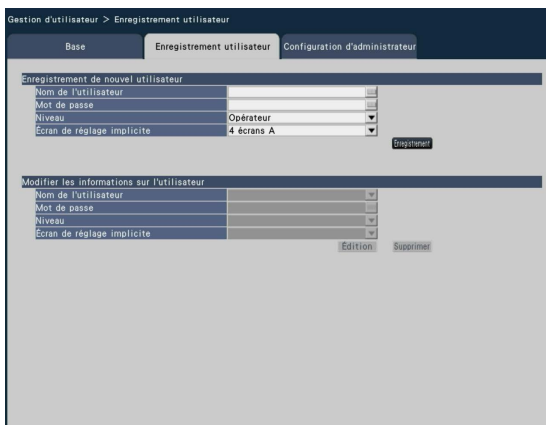 Gestion d'utilisateur > Enregistrement utilisateur
Base Enregistrement utilisateur Configuration d'administrateur
Enregistrement de nouvel utilisateur
Nom de l'utilisateur
Mot de passe
Niveau Opérateur
Écran de réglage implicite 4 écrans A
Enregistrement
Modifier les informations sur l'utilisateur
Nom de l'utilisateur
Mot de passe
Niveau
Écran de réglage implicite
Édition Supprimer